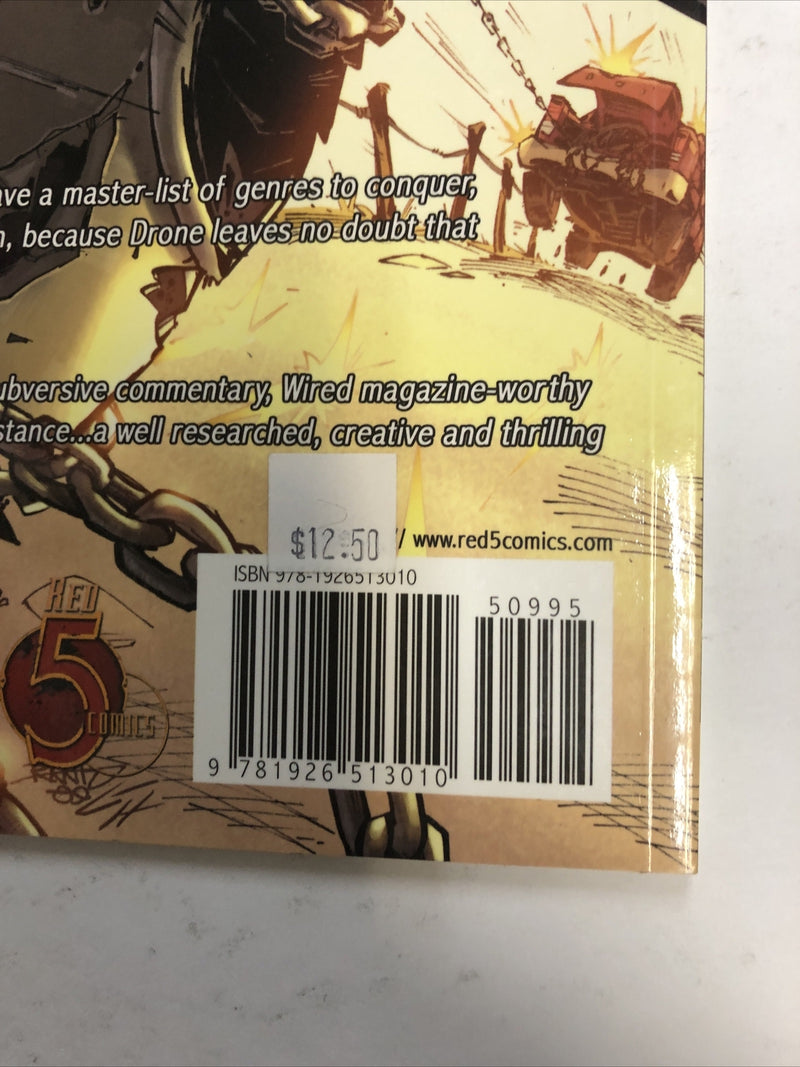 ave a master-list of genres to conquer,
n, because Drone leaves no doubt that
ubversive commentary, Wired magazine-worthy
stance...a well researched, creative and thrilling
$12.50
// www.red5comics.com
ISBN 978-1926513010
50995
9 781926 513010
RED
5
COMICS